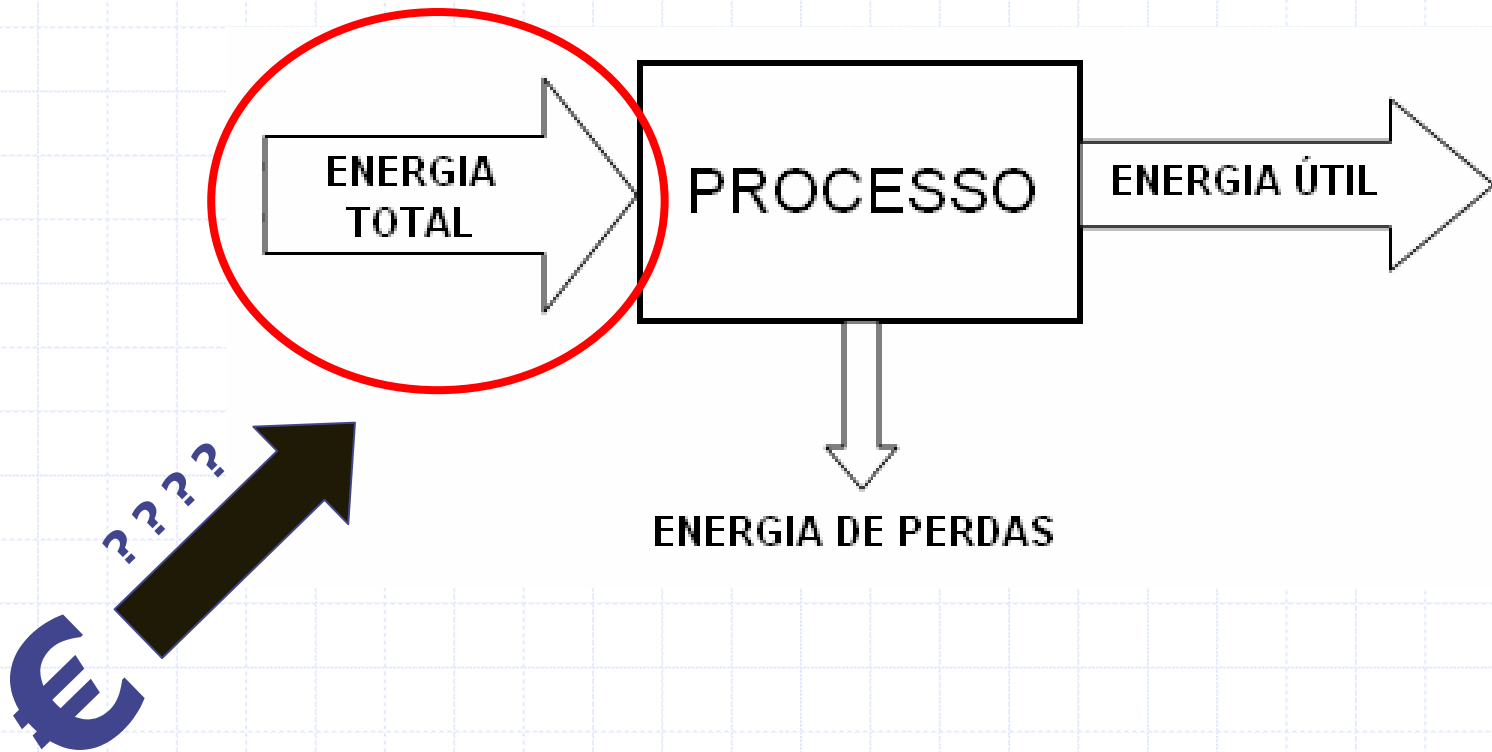 ENERGIA
TOTAL
PROCESSO
ENERGIA ÚTIL
ENERGIA DE PERDAS
? ? ? ?
€